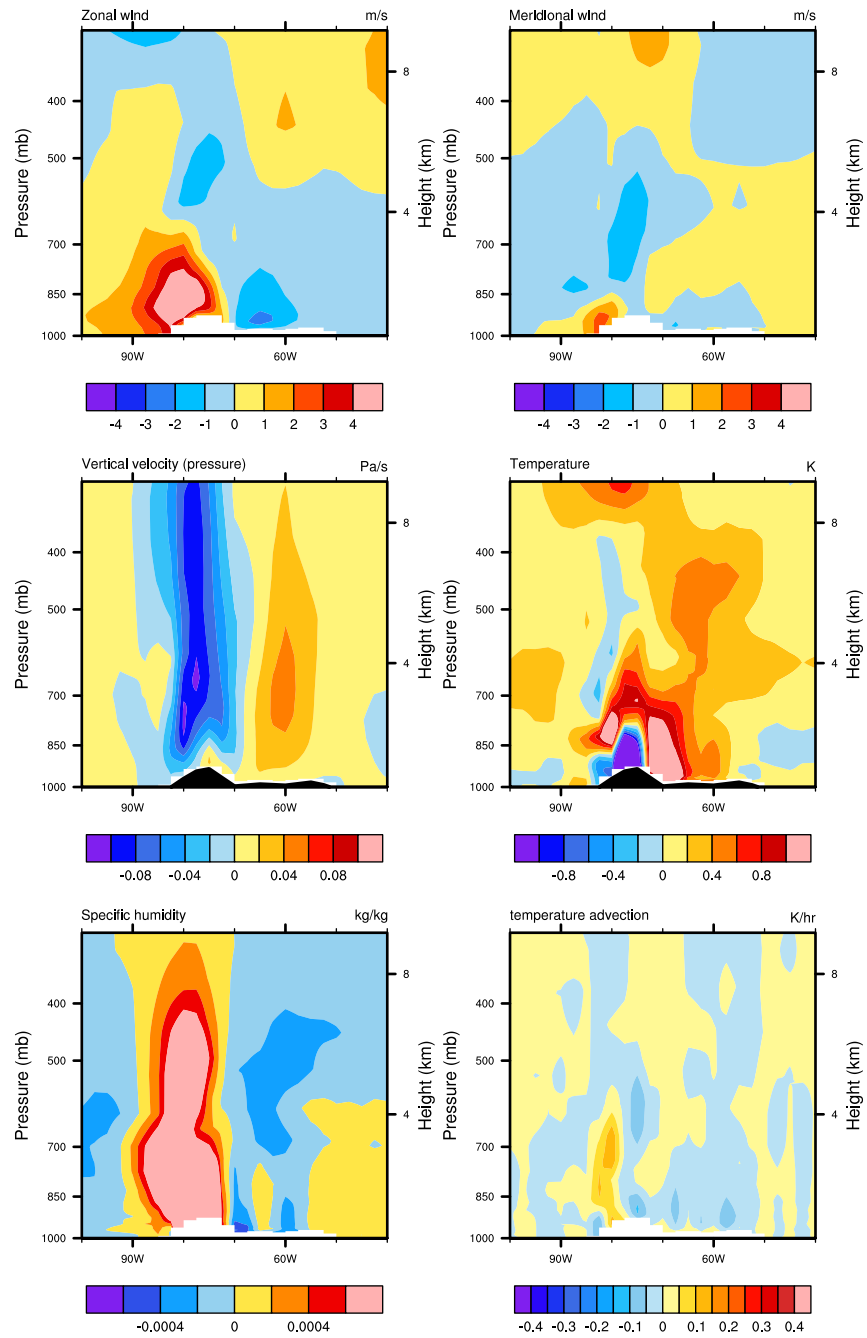 Zonal wind m/s
Pressure (mb)
400
500
700
850
1000
8
4
Height (km)
90W 60W
-4 -3 -2 -1 0 1 2 3 4
Meridional wind m/s
Pressure (mb)
400
500
700
850
1000
8
4
Height (km)
90W 60W
-4 -3 -2 -1 0 1 2 3 4
Vertical velocity (pressure) Pa/s
Pressure (mb)
400
500
700
850
1000
8
4
Height (km)
90W 60W
-0.08 -0.04 0 0.04 0.08
Temperature K
Pressure (mb)
400
500
700
850
1000
8
4
Height (km)
90W 60W
-0.8 -0.4 0 0.4 0.8
Specific humidity kg/kg
Pressure (mb)
400
500
700
850
1000
8
4
Height (km)
90W 60W
-0.0004 0 0.0004
temperature advection K/hr
Pressure (mb)
400
500
700
850
1000
8
4
Height (km)
90W 60W
-0.4 -0.3 -0.2 -0.1 0 0.1 0.2 0.3 0.4